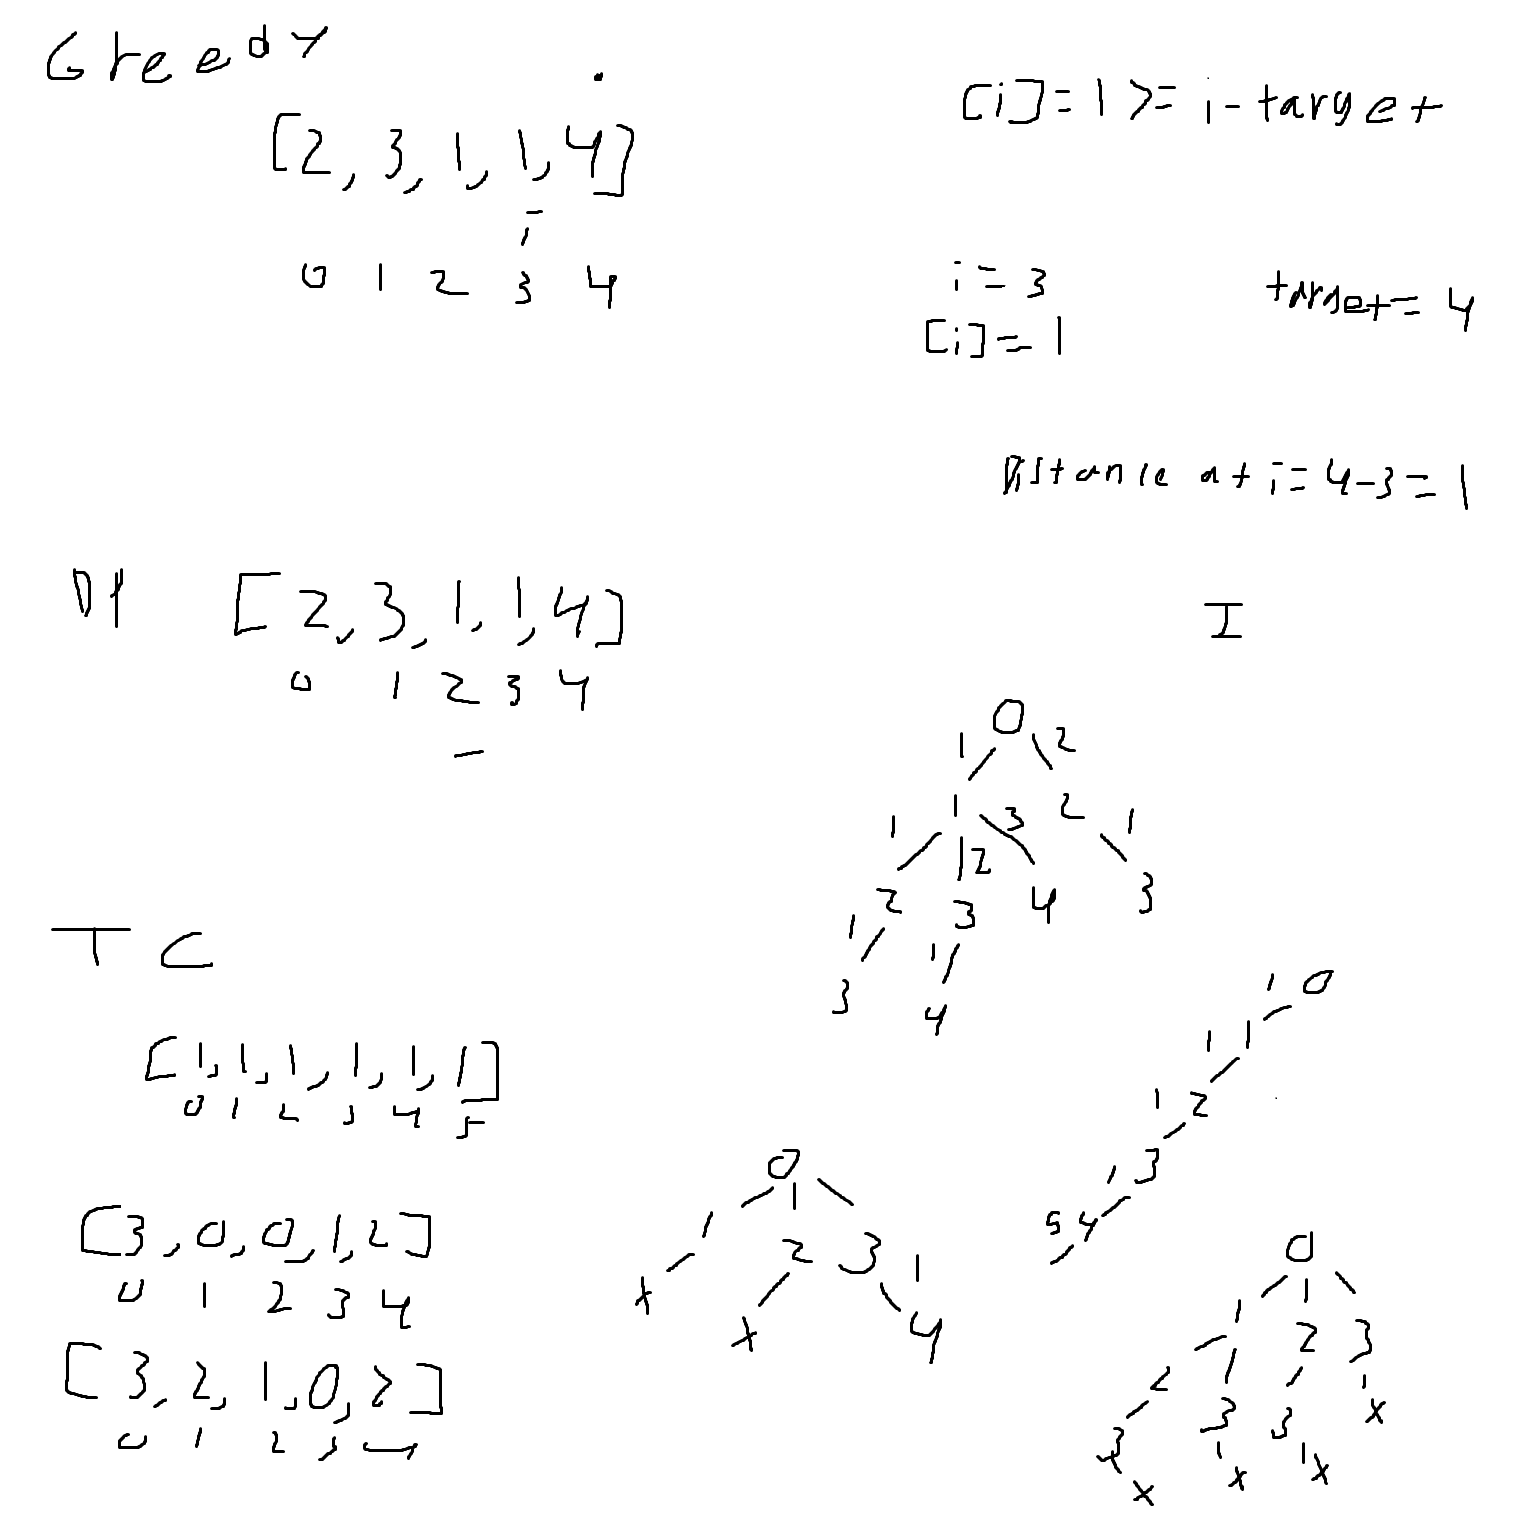 Greedy
[2, 3, 1, 1, 4]
i
0 1 2 3 4
[i]=1 >= i-target
i = 3
target = 4
[i] = 1
Distance at i = 4-3 = 1
DP [2, 3, 1, 1, 4]
0 1 2 3 4
I
0
1 2
1 2
1 2 3 1
2 3 4 3
1 1
3 4
TC
[1, 1, 1, 1, 1, 1]
0 1 2 3 4 5
[3, 0, 0, 1, 2]
0 1 2 3 4
[3, 2, 1, 0, 2]
0 1 2 3 4
1 0
1 1
1 2
1 3
5 4
0
1 2 3 1
x x 4
0
1 2 3
2 3 3 x
3 x x
x